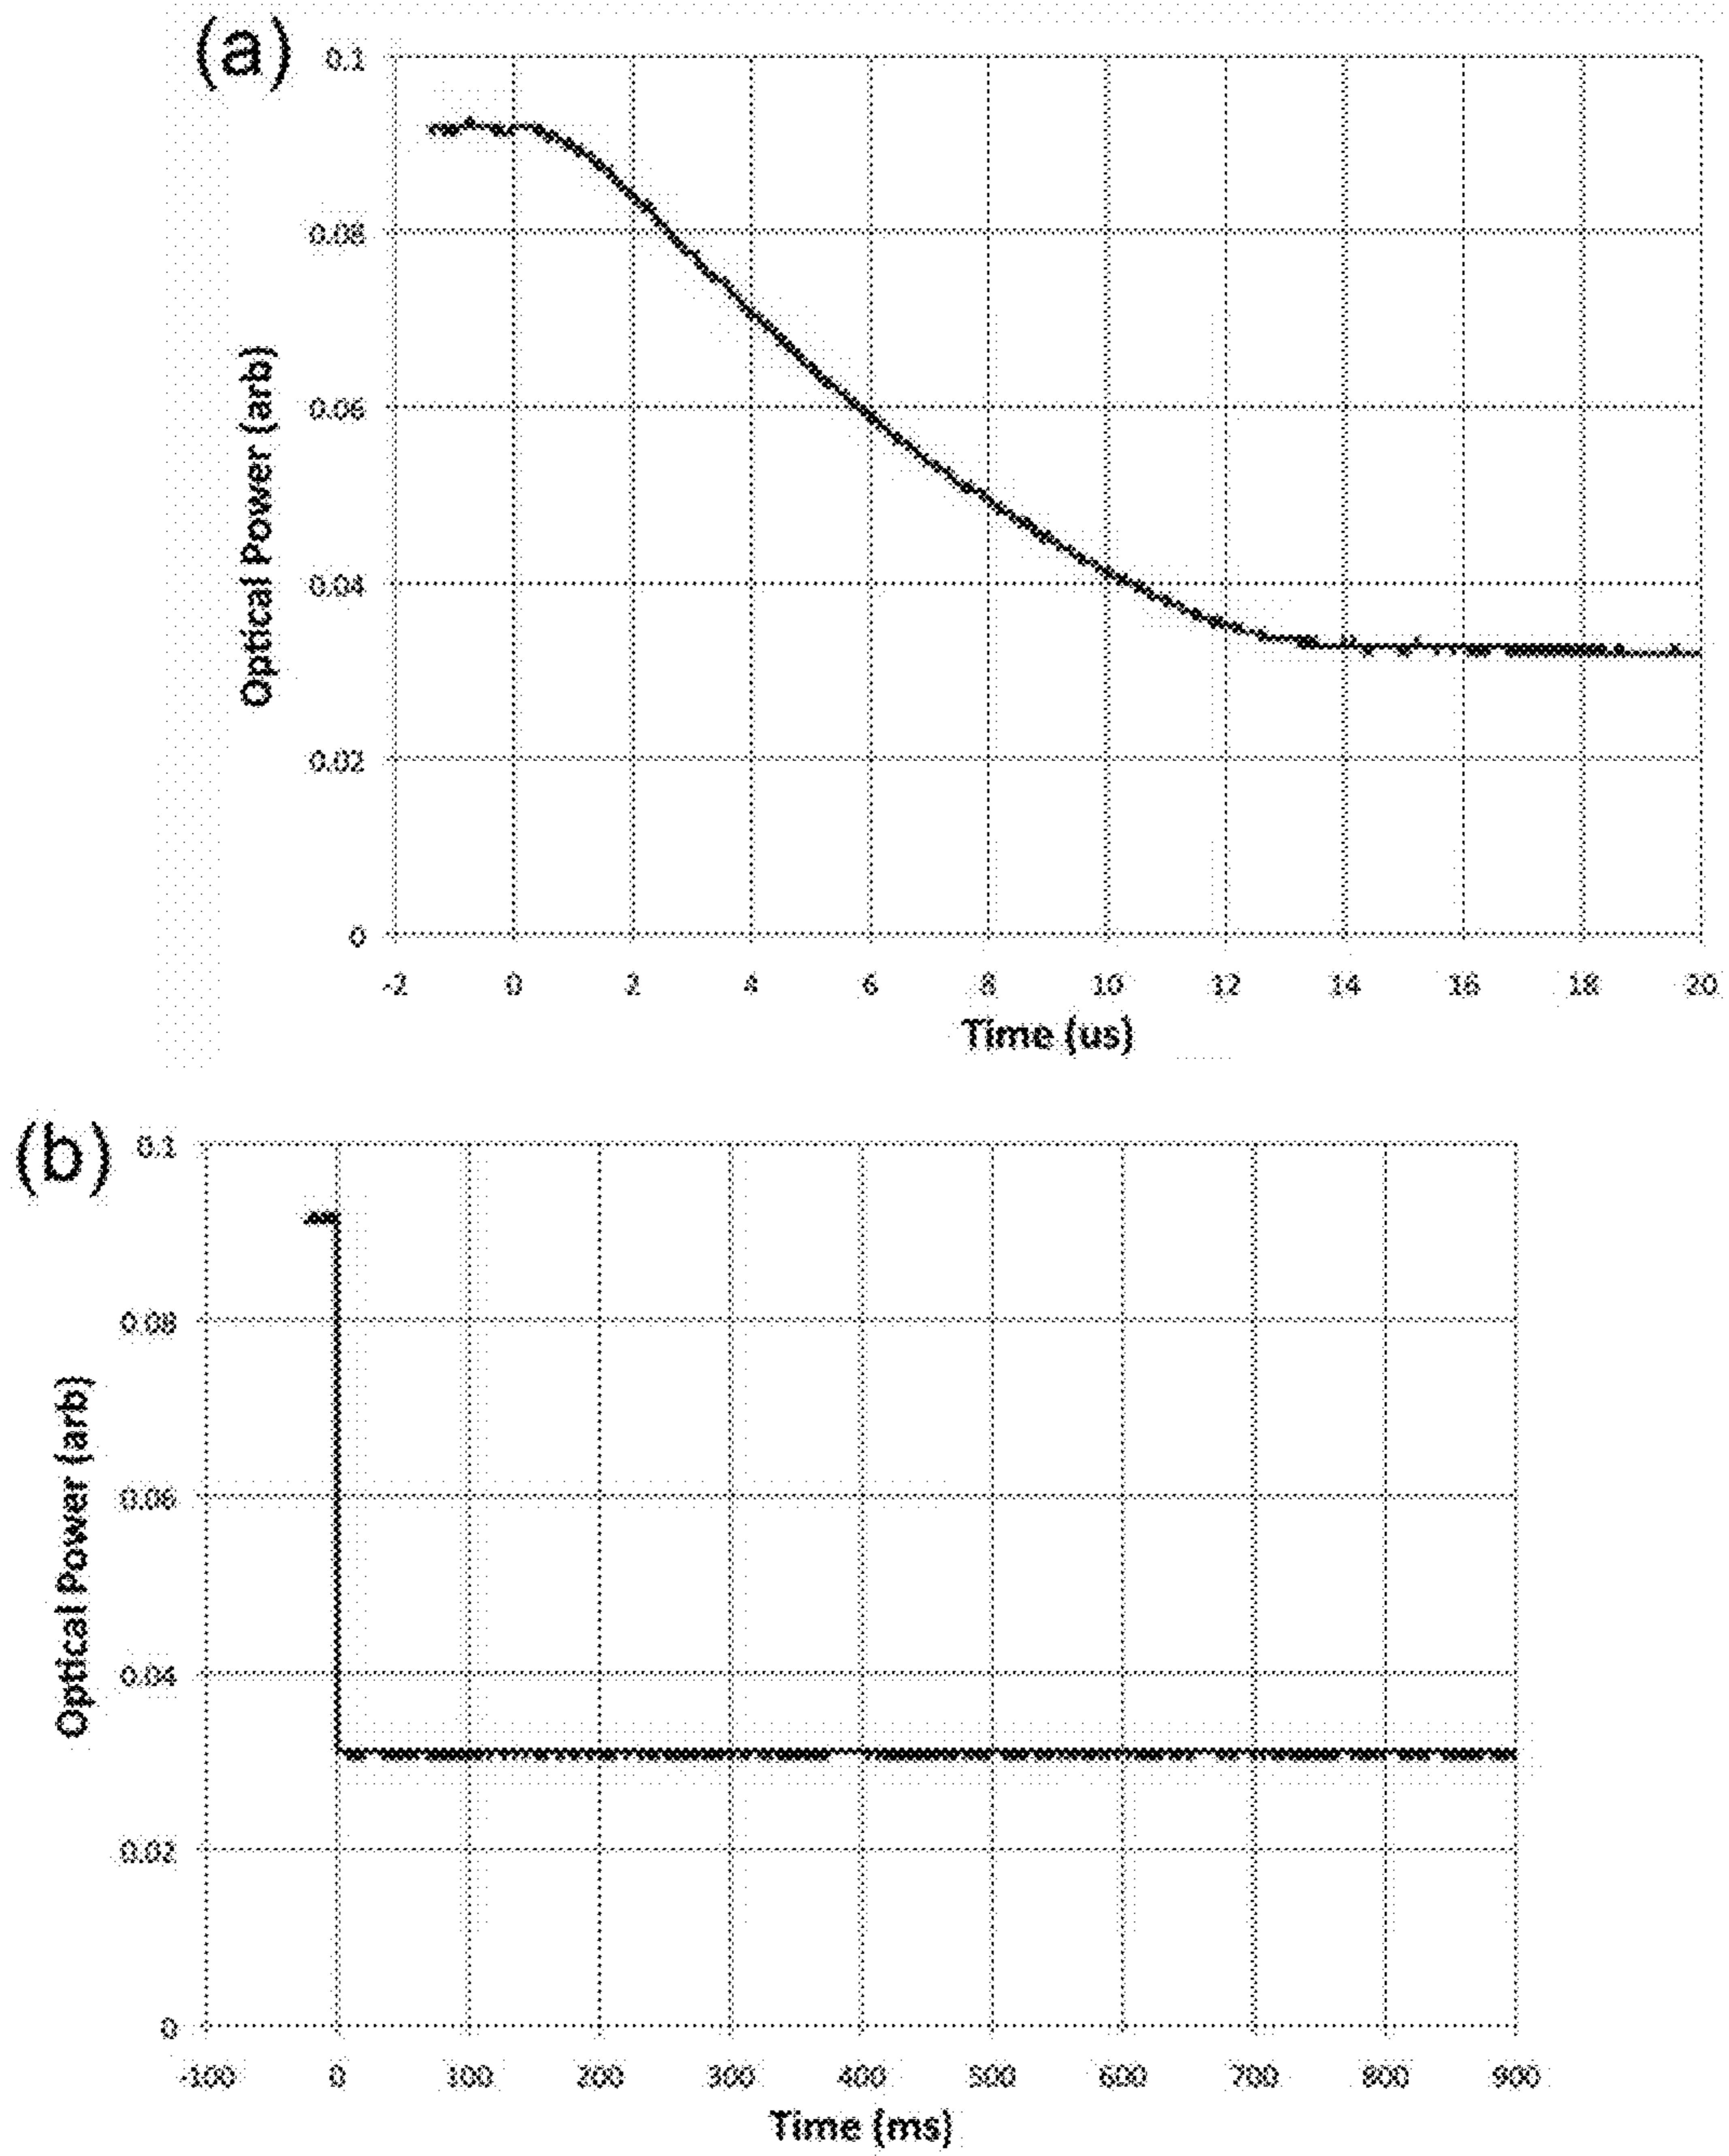 (a)
0.1
0.08
0.06
0.04
0.02
0
Optical Power (arb)
-2 0 2 4 6 8 10 12 14 16 18 20
Time (us)
(b)
0.1
0.08
0.06
0.04
0.02
0
Optical Power (arb)
-100 0 100 200 300 400 500 600 700 800 900
Time (ms)